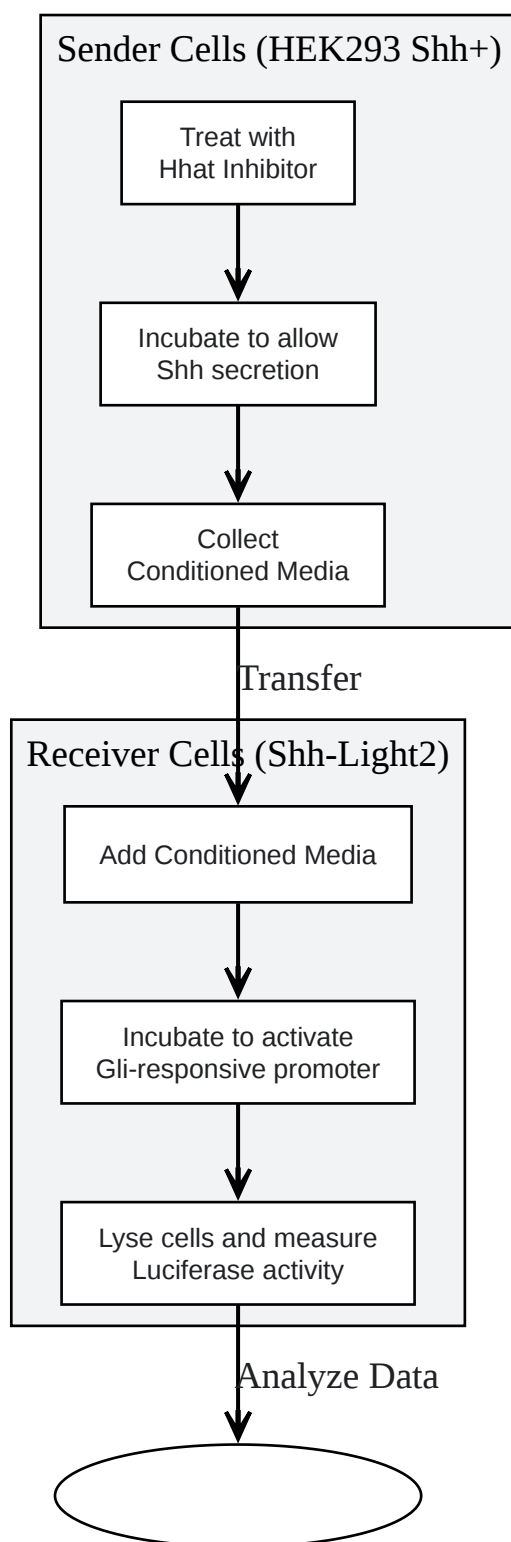 Sender Cells (HEK293 Shh+)
Treat with
Hhat Inhibitor
Incubate to allow
Shh secretion
Collect
Conditioned Media
Transfer
Receiver Cells (Shh-Light2)
Add Conditioned Media
Incubate to activate
Gli-responsive promoter
Lyse cells and measure
Luciferase activity
Analyze Data